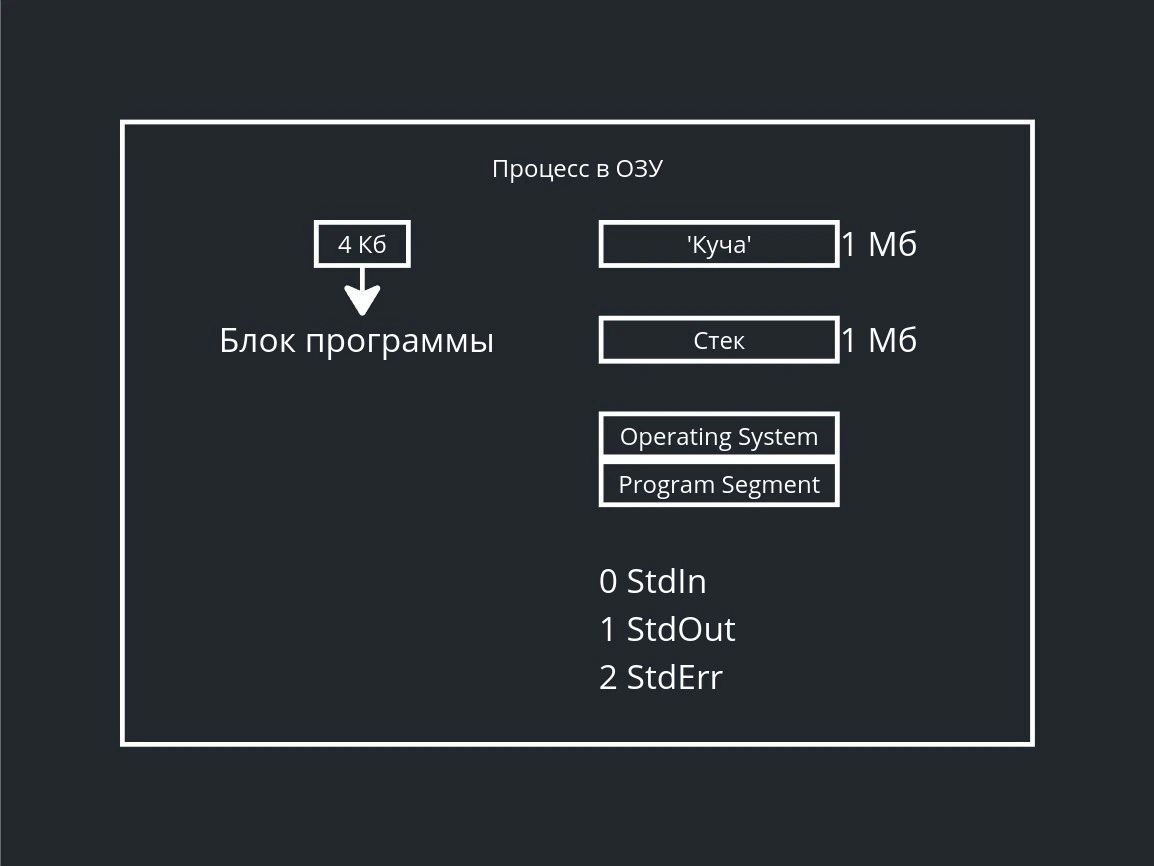 Процесс в ОЗУ
4 Кб
'Куча' 1 Мб
Блок программы
Стек 1 Мб
Operating System
Program Segment
0 StdIn
1 StdOut
2 StdErr